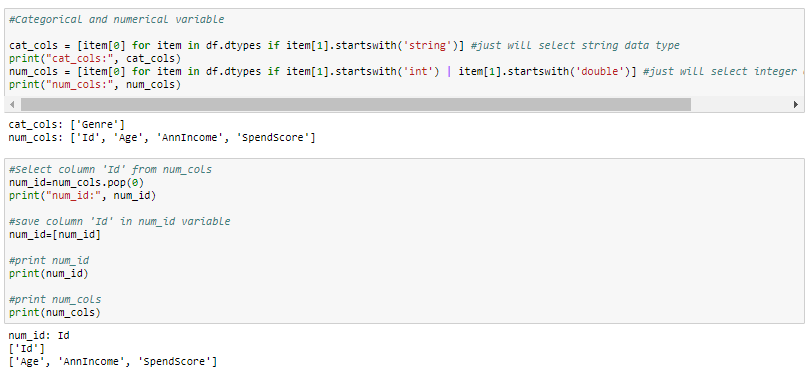 #Categorical and numerical variable
cat_cols = [item[0] for item in df.dtypes if item[1].startswith('string')] #just will select string data type
print("cat_cols:", cat_cols)
num_cols = [item[0] for item in df.dtypes if item[1].startswith('int') | item[1].startswith('double')] #just will select integer
print("num_cols:", num_cols)
cat_cols: ['Genre']
num_cols: ['Id', 'Age', 'AnnIncome', 'SpendScore']
#Select column 'Id' from num_cols
num_id=num_cols.pop(0)
print("num_id:", num_id)
#save column 'Id' in num_id variable
num_id=[num_id]
#print num_id
print(num_id)
#print num_cols
print(num_cols)
num_id: Id
['Id']
['Age', 'AnnIncome', 'SpendScore']